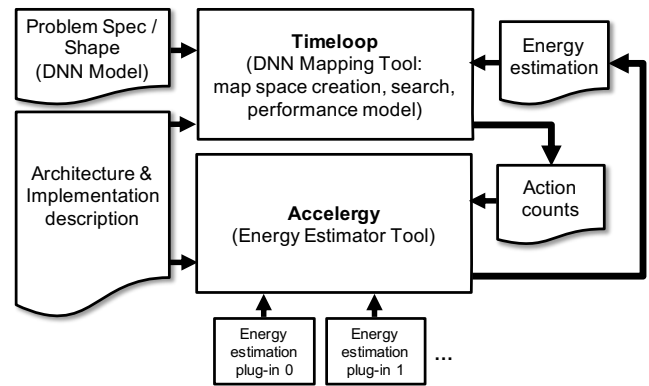 Problem Spec /
Shape
(DNN Model)
Timeloop
(DNN Mapping Tool:
map space creation, search,
performance model)
Energy
estimation
Architecture &
Implementation
description
Accelergy
(Energy Estimator Tool)
Action
counts
Energy
estimation
plug-in 0
Energy
estimation
plug-in 1
...